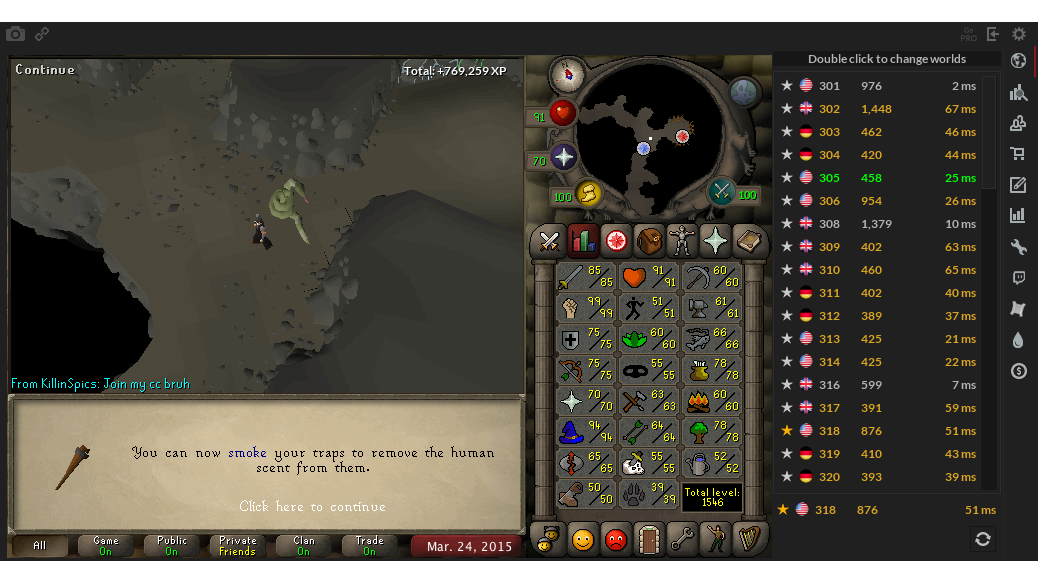 Go
PRO
Continue
Total: +769,259 XP
91
70
100
100
Double click to change worlds
301 976 2 ms
302 1,448 67 ms
303 462 46 ms
304 420 44 ms
305 458 25 ms
306 954 26 ms
308 1,379 10 ms
309 402 63 ms
310 460 65 ms
311 402 40 ms
312 389 37 ms
313 425 21 ms
314 425 22 ms
316 599 7 ms
317 391 59 ms
318 876 51 ms
319 410 43 ms
320 393 39 ms
318 876 51 ms
85/85 91/91 60/60
99/99 51/51 61/61
75/75 60/60 66/66
75/75 55/55 78/78
70/70 63/63 60/60
94/94 64/64 78/78
65/65 55/55 52/52
50/50 39/39 Total level:
1546
From KillinSpics: Join my cc bruh
You can now smoke your traps to remove the human
scent from them.
Click here to continue
All Game Public Private Clan Trade Mar. 24, 2015
On On Friends On On